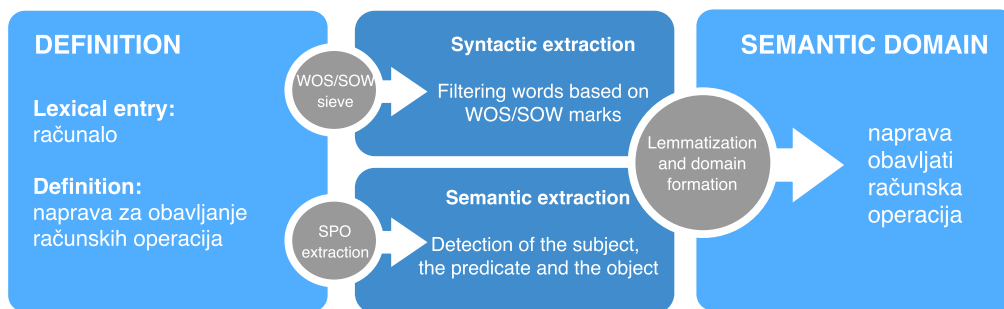 DEFINITION
Lexical entry:
računalo
Definition:
naprava za obavljanje
računskih operacija
WOS/SOW
sieve
SPO
extraction
Syntactic extraction
Filtering words based on
WOS/SOW marks
Semantic extraction
Detection of the subject,
the predicate and the object
Lemmatization
and domain
formation
SEMANTIC DOMAIN
naprava
obavljati
računska
operacija